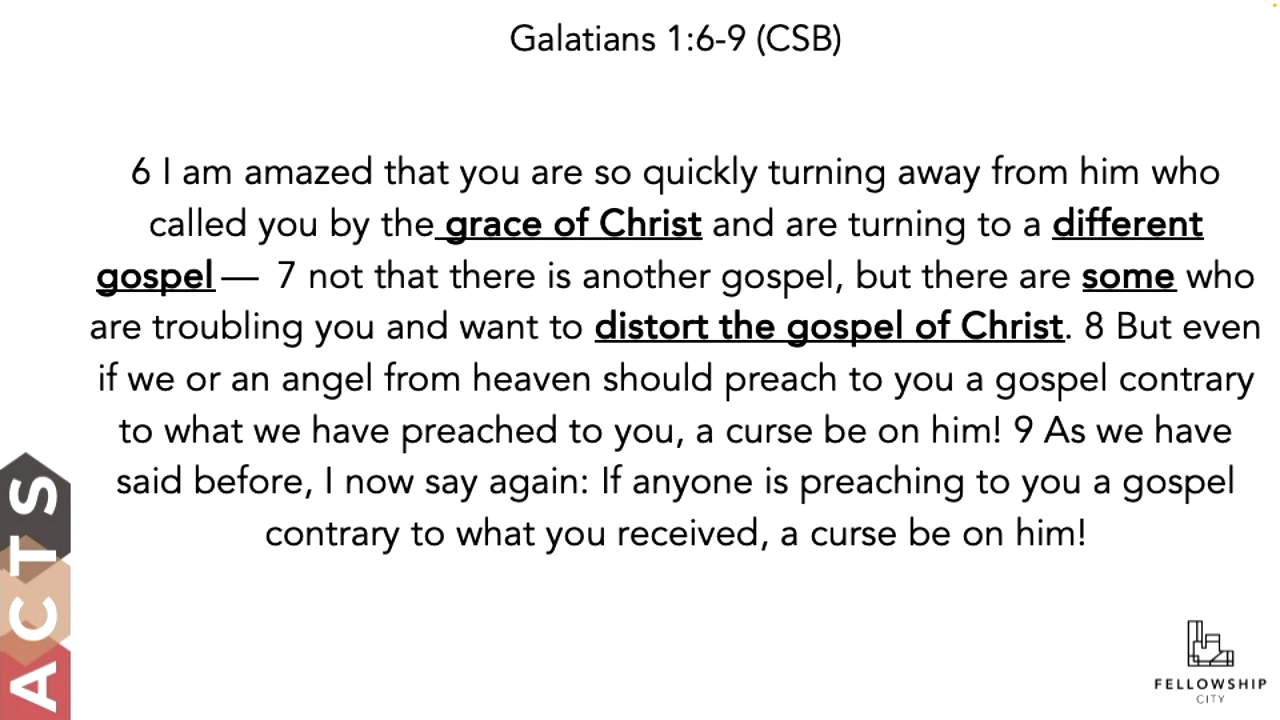 Galatians 1:6-9 (CSB)
6 I am amazed that you are so quickly turning away from him who
called you by the grace of Christ and are turning to a different
gospel — 7 not that there is another gospel, but there are some who
are troubling you and want to distort the gospel of Christ. 8 But even
if we or an angel from heaven should preach to you a gospel contrary
to what we have preached to you, a curse be on him! 9 As we have
said before, I now say again: If anyone is preaching to you a gospel
contrary to what you received, a curse be on him!
ACTS
FELLOWSHIP
CITY